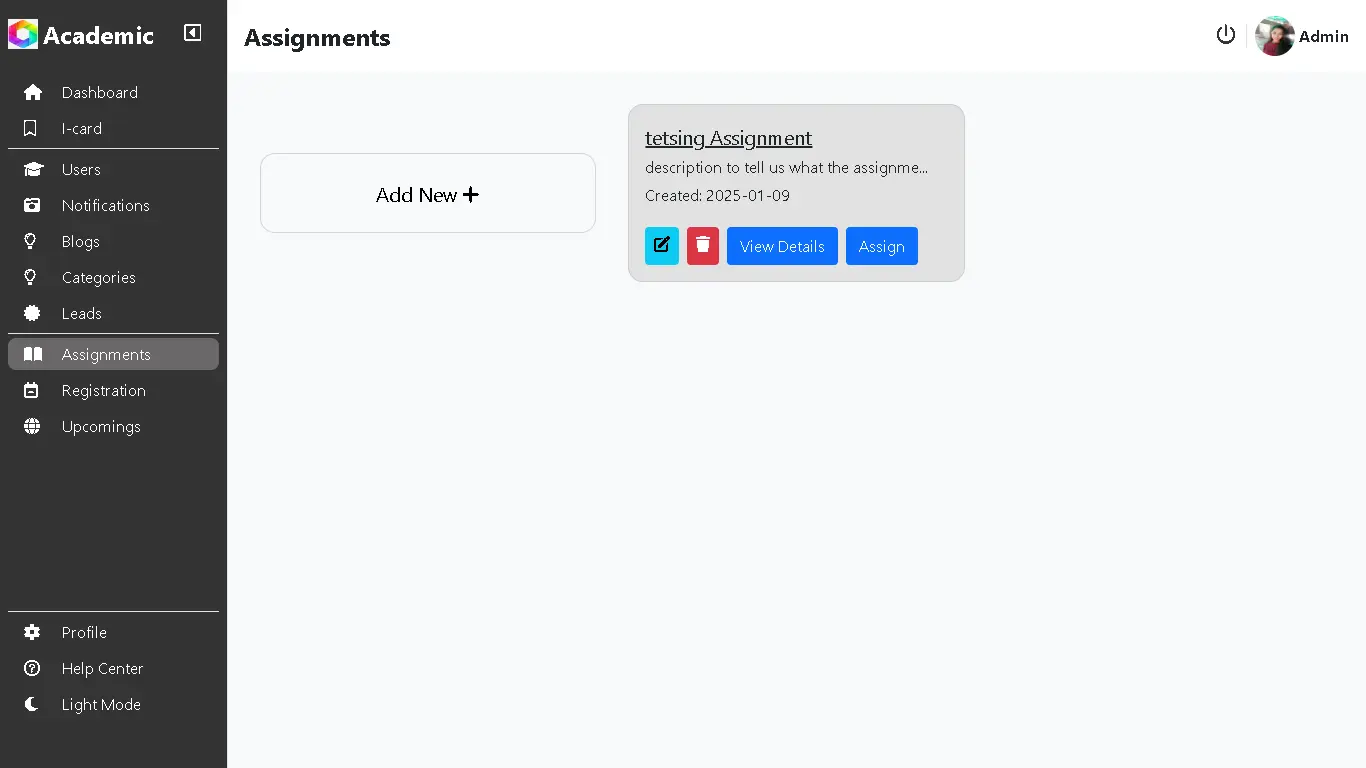 Academic
Dashboard
I-card
Users
Notifications
Blogs
Categories
Leads
Assignments
Registration
Upcomings
Profile
Help Center
Light Mode
Assignments
Admin
Add New
tetsing Assignment
description to tell us what the assignme...
Created: 2025-01-09
View Details
Assign